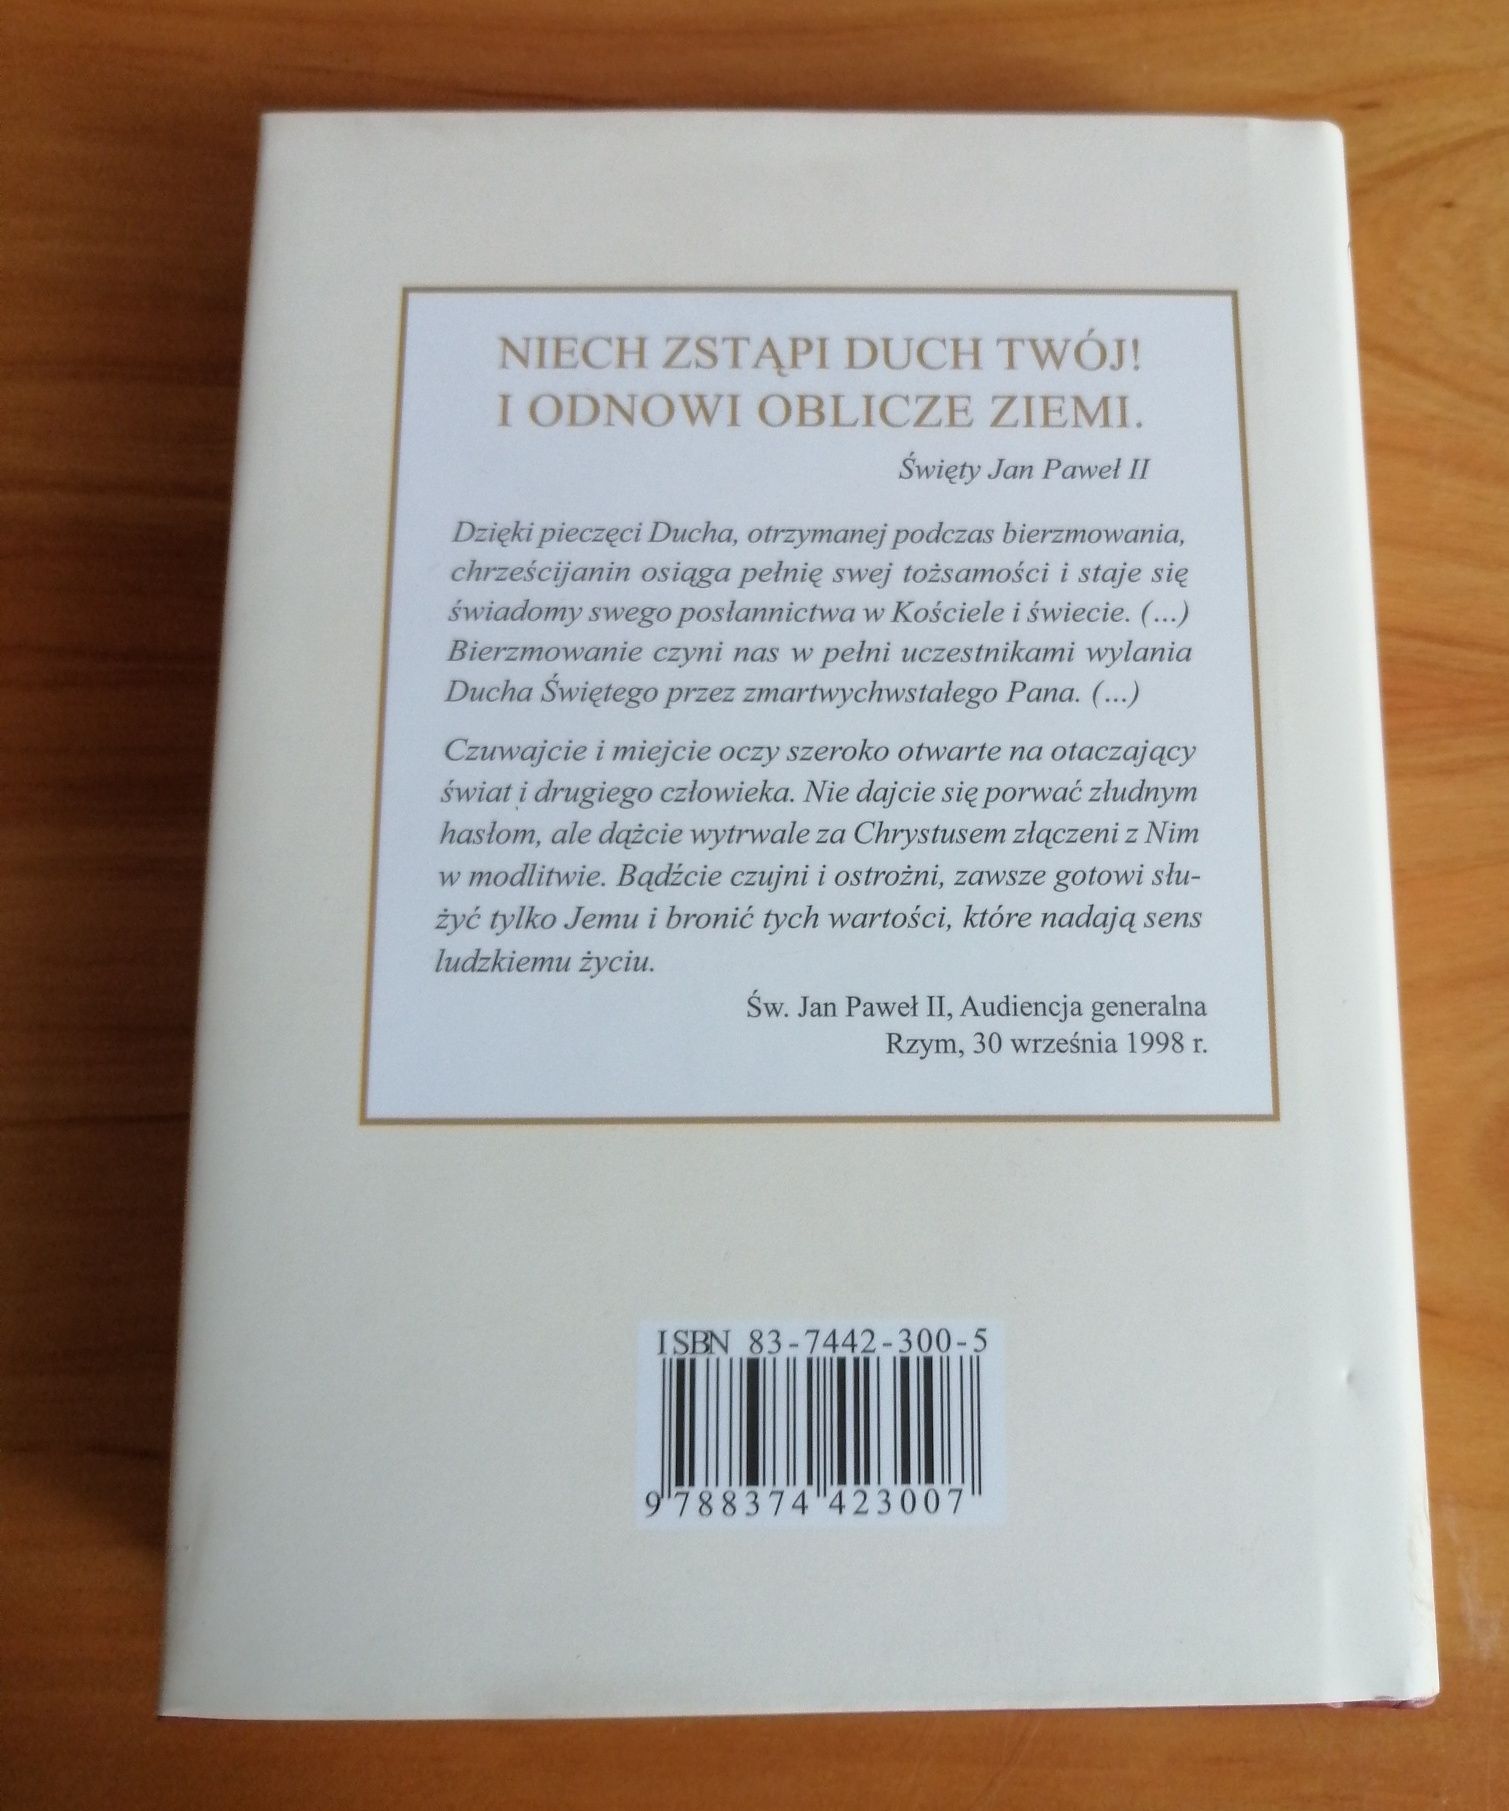 NIECH ZSTĄPI DUCH TWÓJ!
I ODNOWI OBLICZE ZIEMI.
Święty Jan Paweł II
Dzięki pieczęci Ducha, otrzymanej podczas bierzmowania,
chrześcijanin osiąga pełnię swej tożsamości i staje się
świadomy swego posłannictwa w Kościele i świecie. (...)
Bierzmowanie czyni nas w pełni uczestnikami wylania
Ducha Świętego przez zmartwychwstałego Pana. (...)
Czuwajcie i miejcie oczy szeroko otwarte na otaczający
świat i drugiego człowieka. Nie dajcie się porwać złudnym
hasłom, ale dążcie wytrwale za Chrystusem złączeni z Nim
w modlitwie. Bądźcie czujni i ostrożni, zawsze gotowi słu-
żyć tylko Jemu i bronić tych wartości, które nadają sens
ludzkiemu życiu.
Św. Jan Paweł II, Audiencja generalna
Rzym, 30 września 1998 r.
ISBN 83-7442-300-5
9 788374 423007